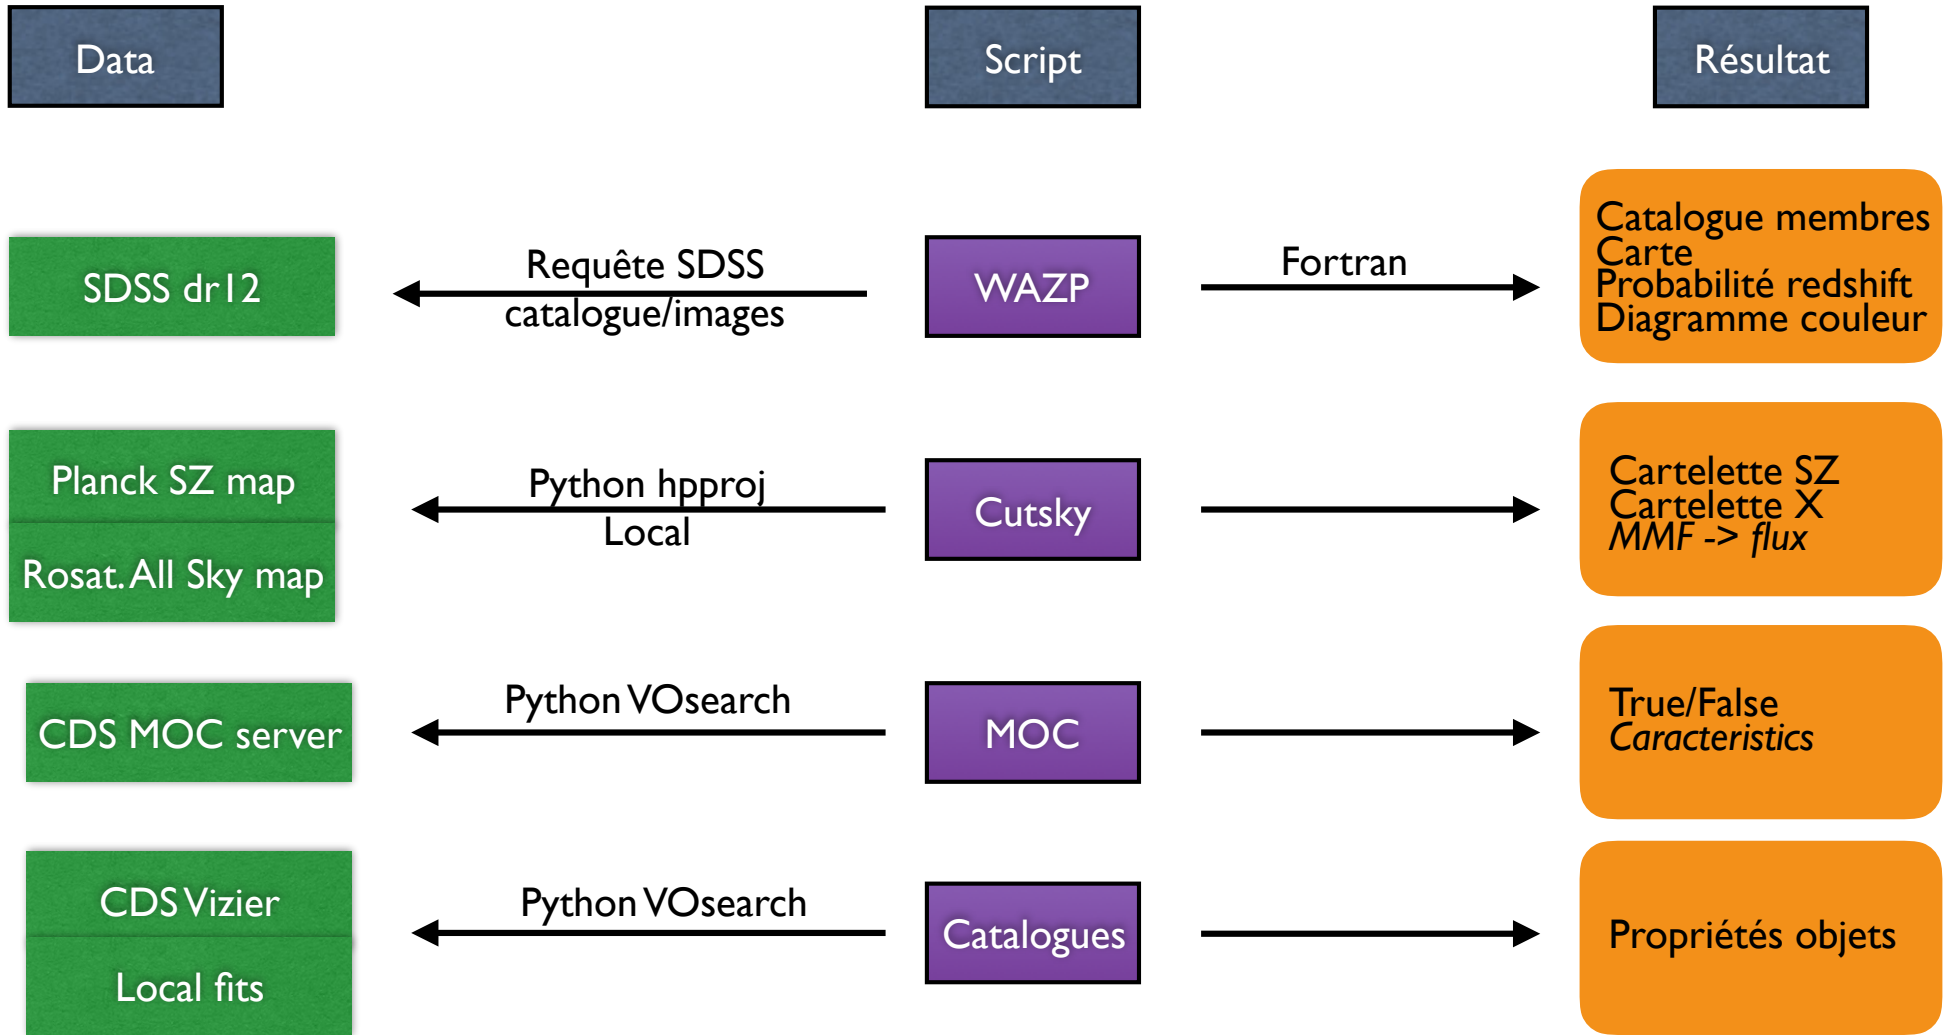 Data
Script
Résultat
SDSS dr12
Requête SDSS
catalogue/images
WAZP
Fortran
Catalogue membres
Carte
Probabilité redshift
Diagramme couleur
Planck SZ map
Rosat. All Sky map
Python hpproj
Local
Cutsky
Cartelette SZ
Cartelette X
MMF -> flux
CDS MOC server
Python VOsearch
MOC
True/False
Caracteristics
CDS Vizier
Local fits
Python VOsearch
Catalogues
Propriétés objets